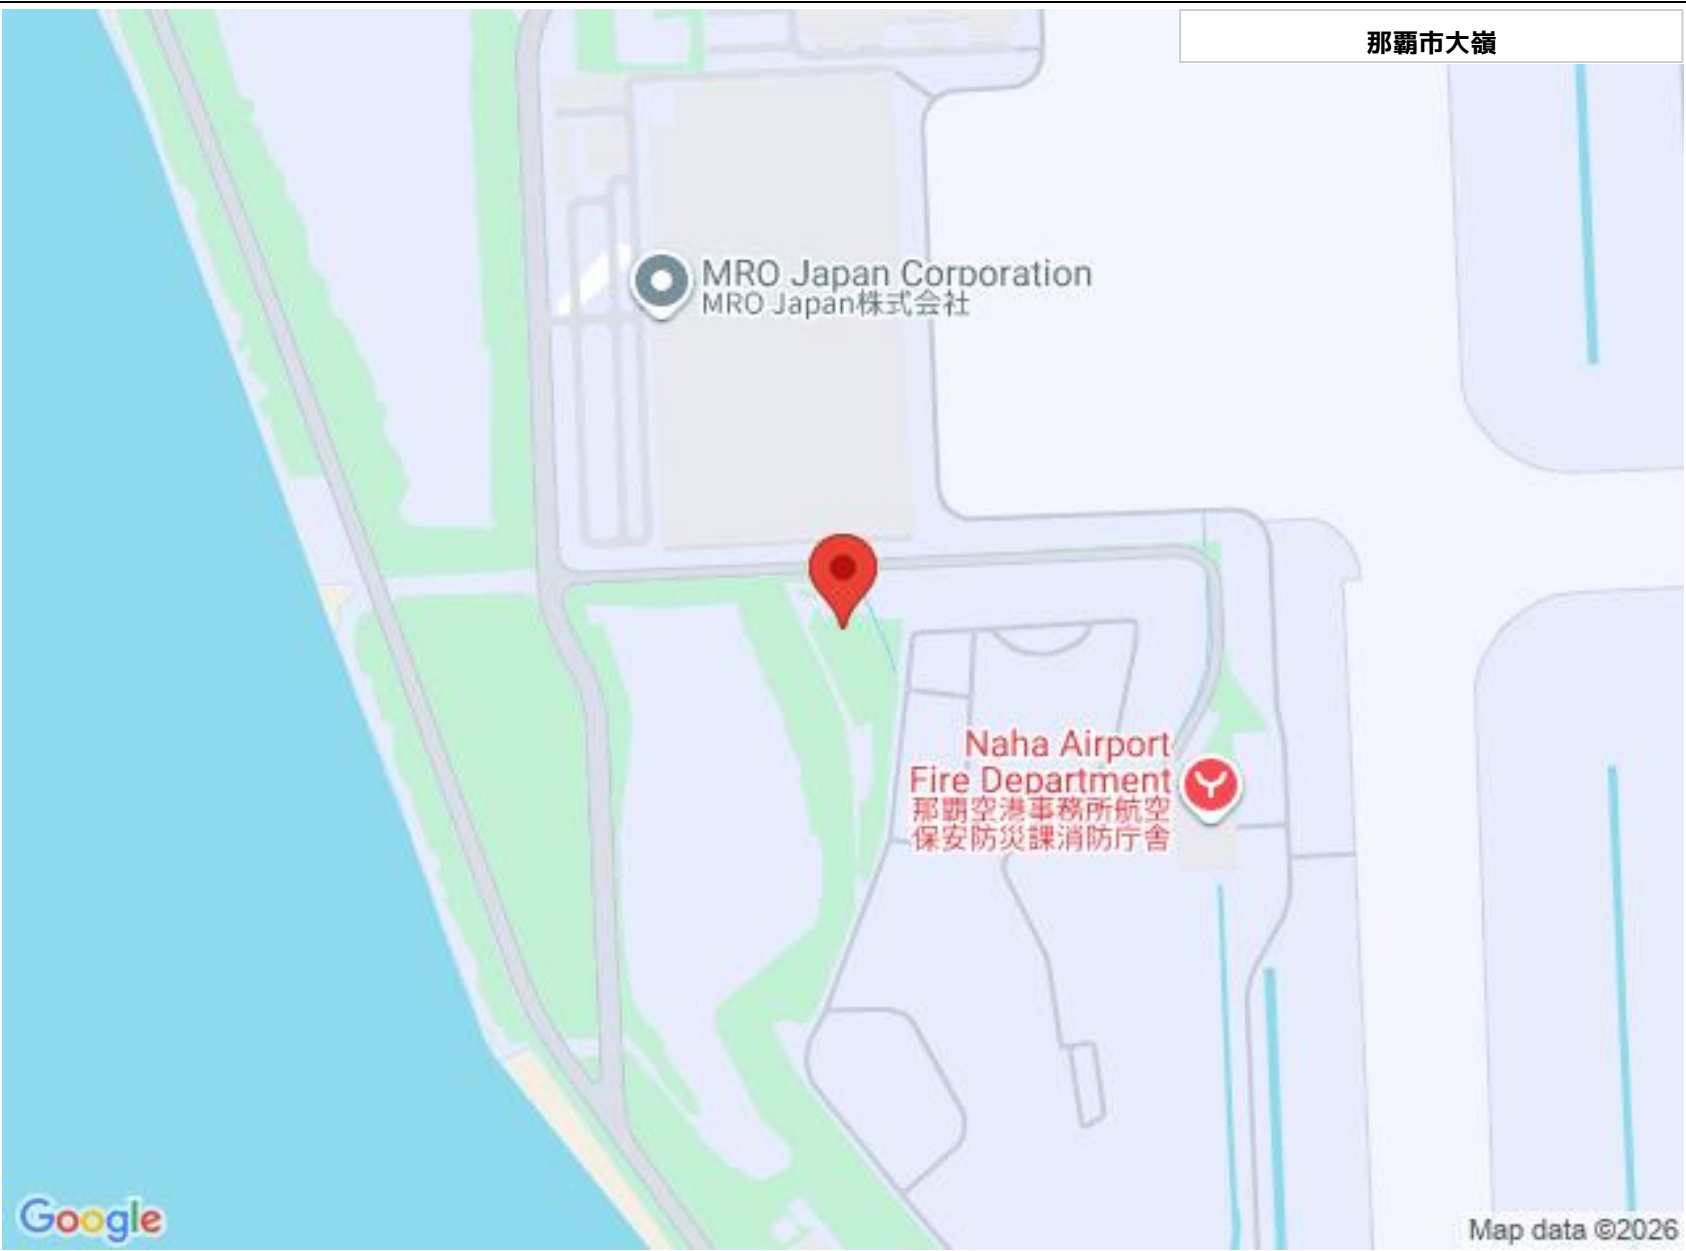 那覇市大嶺
MRO Japan Corporation
MRO Japan株式会社
Naha Airport
Fire Department
那覇空港事務所航空
保安防災課消防庁舎
Google
Map data ©2026